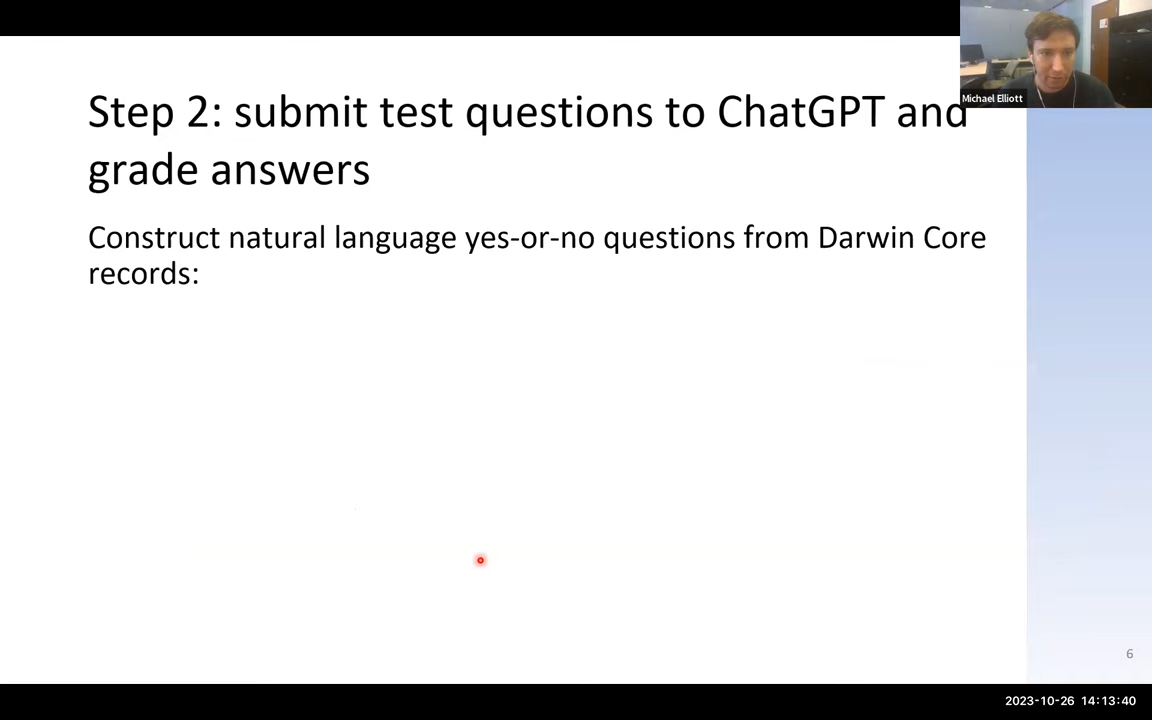 Michael Elliott
Step 2: submit test questions to ChatGPT and
grade answers
Construct natural language yes-or-no questions from Darwin Core
records:
6
2023-10-26 14:13:40